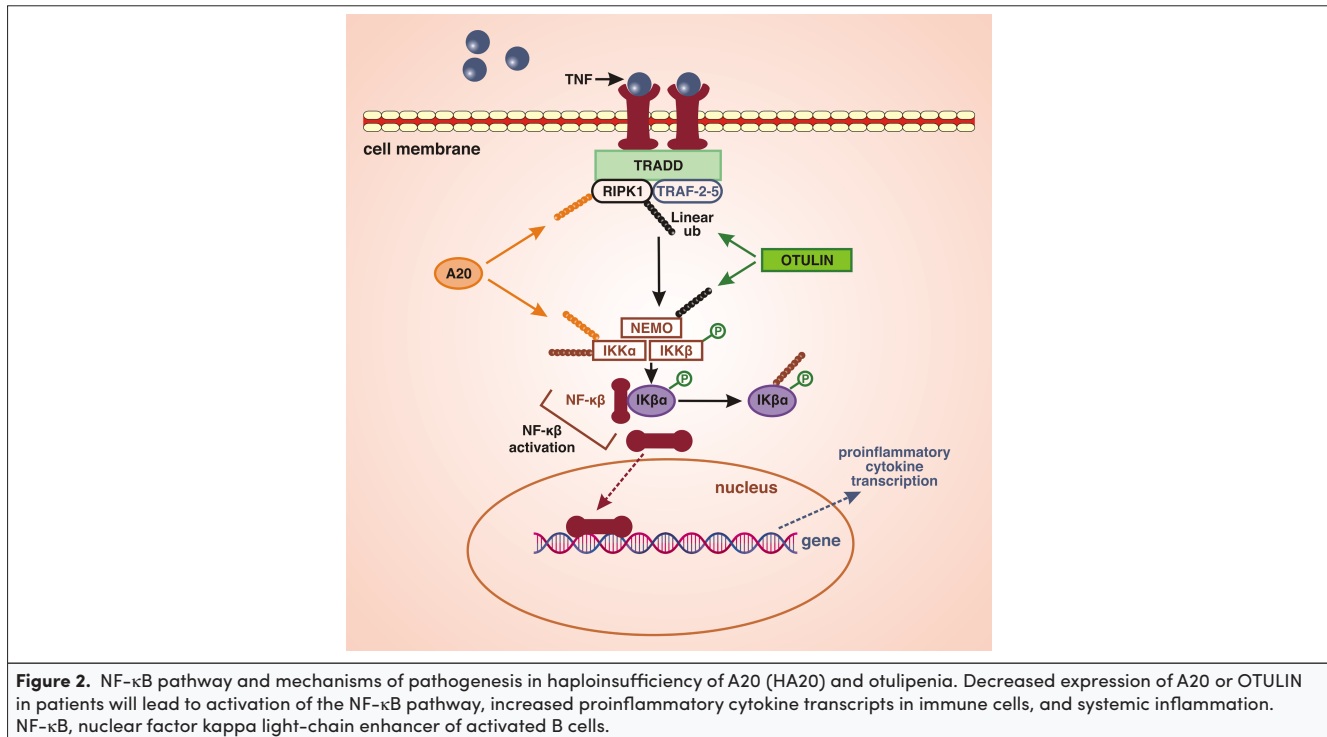 TNF
cell membrane
TRADD
RIPK1
TRAF-2-5
Linear
ub
A20
OTULIN
NEMO
P
IKKα
IKKβ
P
P
NF-κβ
IKβα
IKβα
NF-κβ
activation
proinflammatory
cytokine
transcription
nucleus
gene
Figure 2. NF-κB pathway and mechanisms of pathogenesis in haploinsufficiency of A20 (HA20) and otulipenia. Decreased expression of A20 or OTULIN
in patients will lead to activation of the NF-κB pathway, increased proinflammatory cytokine transcripts in immune cells, and systemic inflammation.
NF-κB, nuclear factor kappa light-chain enhancer of activated B cells.